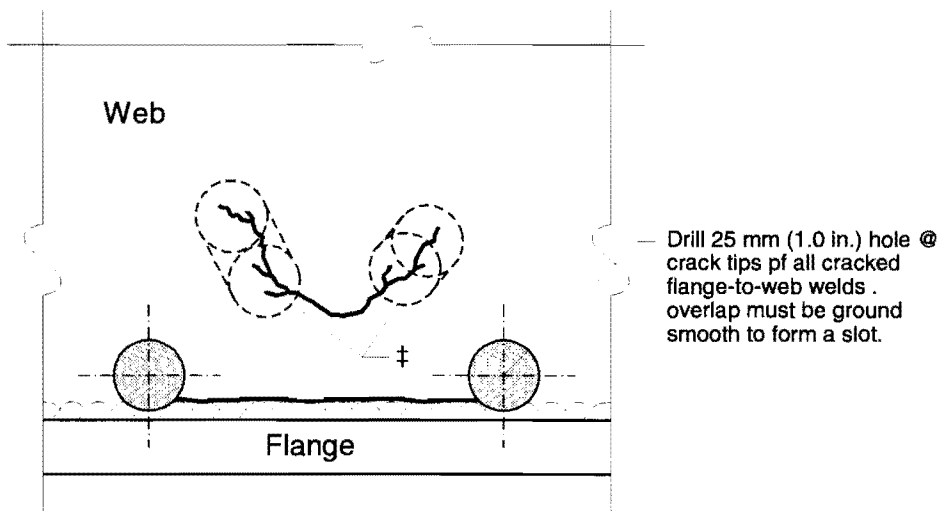 Web
Drill 25 mm (1.0 in.) hole @
crack tips pf all cracked
flange-to-web welds .
overlap must be ground
smooth to form a slot.
‡
Flange